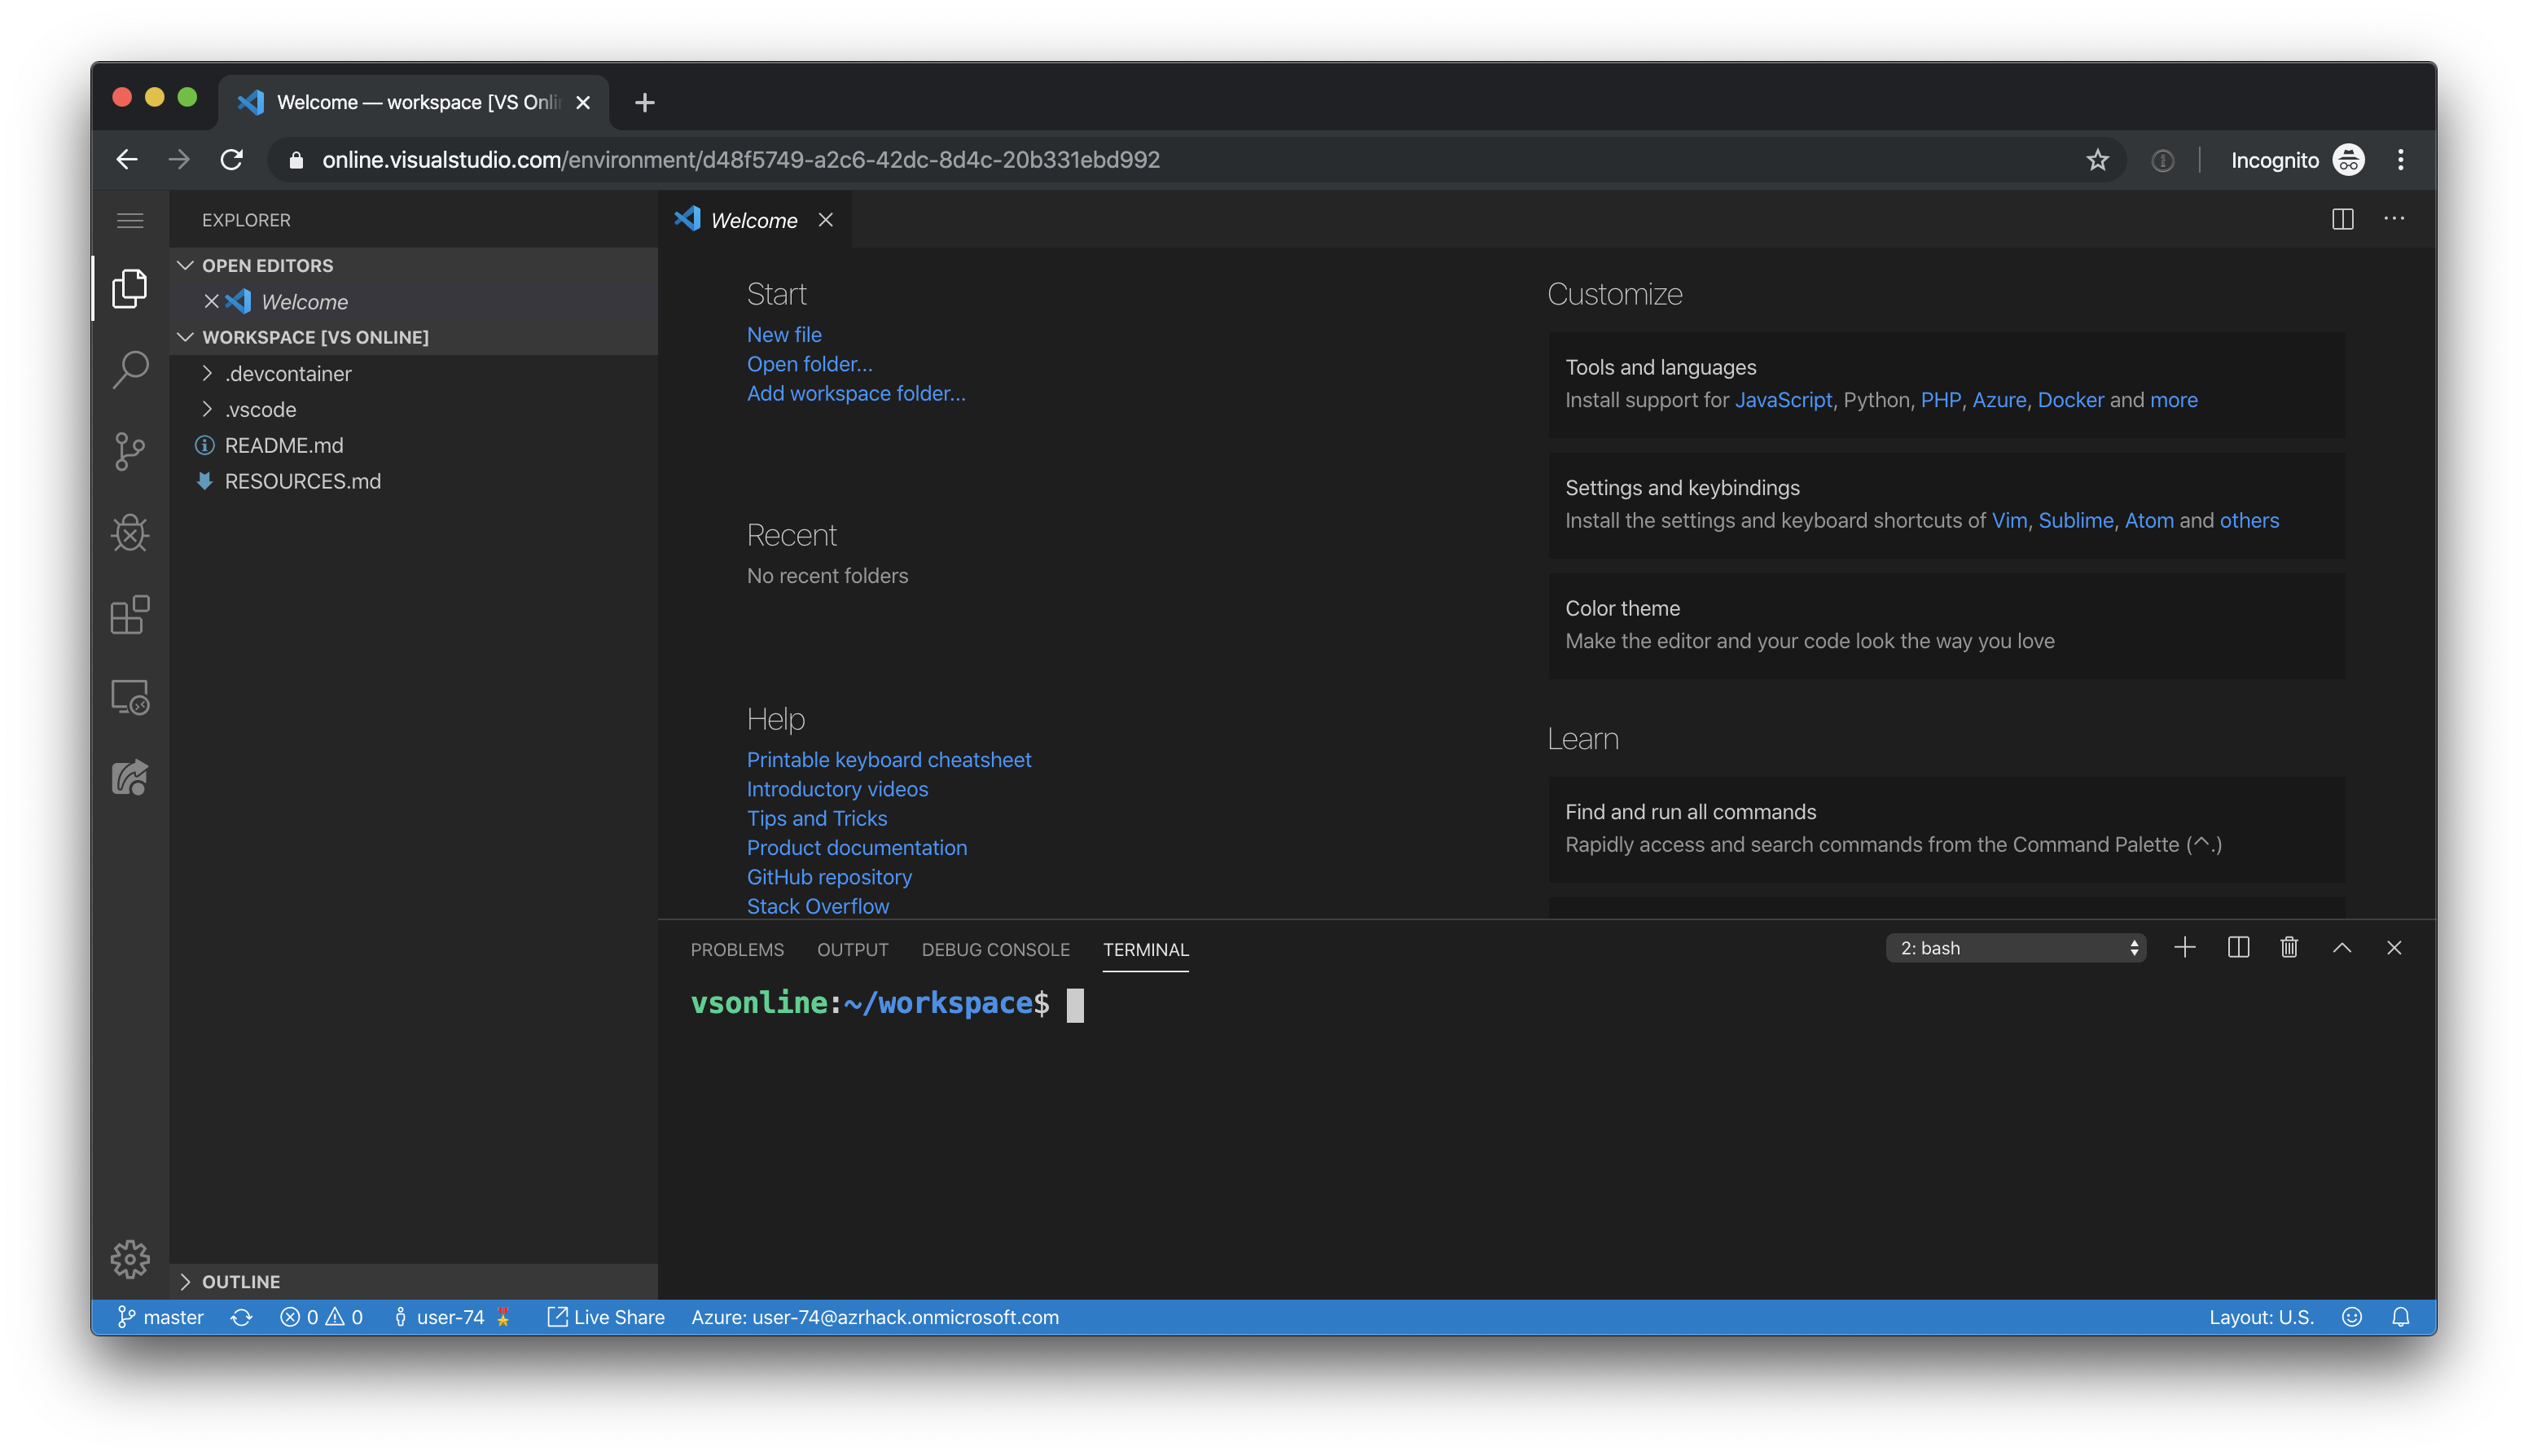 Welcome — workspace [VS Onli
online.visualstudio.com/environment/d48f5749-a2c6-42dc-8d4c-20b331ebd992
Incognito
EXPLORER
OPEN EDITORS
Welcome
WORKSPACE [VS ONLINE]
.devcontainer
.vscode
README.md
RESOURCES.md
OUTLINE
Welcome
Start
New file
Open folder...
Add workspace folder...
Recent
No recent folders
Help
Printable keyboard cheatsheet
Introductory videos
Tips and Tricks
Product documentation
GitHub repository
Stack Overflow
Customize
Tools and languages
Install support for JavaScript, Python, PHP, Azure, Docker and more
Settings and keybindings
Install the settings and keyboard shortcuts of Vim, Sublime, Atom and others
Color theme
Make the editor and your code look the way you love
Learn
Find and run all commands
Rapidly access and search commands from the Command Palette (^.)
PROBLEMS OUTPUT DEBUG CONSOLE TERMINAL
2: bash
vsonline:~/workspace$
master 0 0 user-74 Live Share Azure: user-74@azrhack.onmicrosoft.com Layout: U.S.